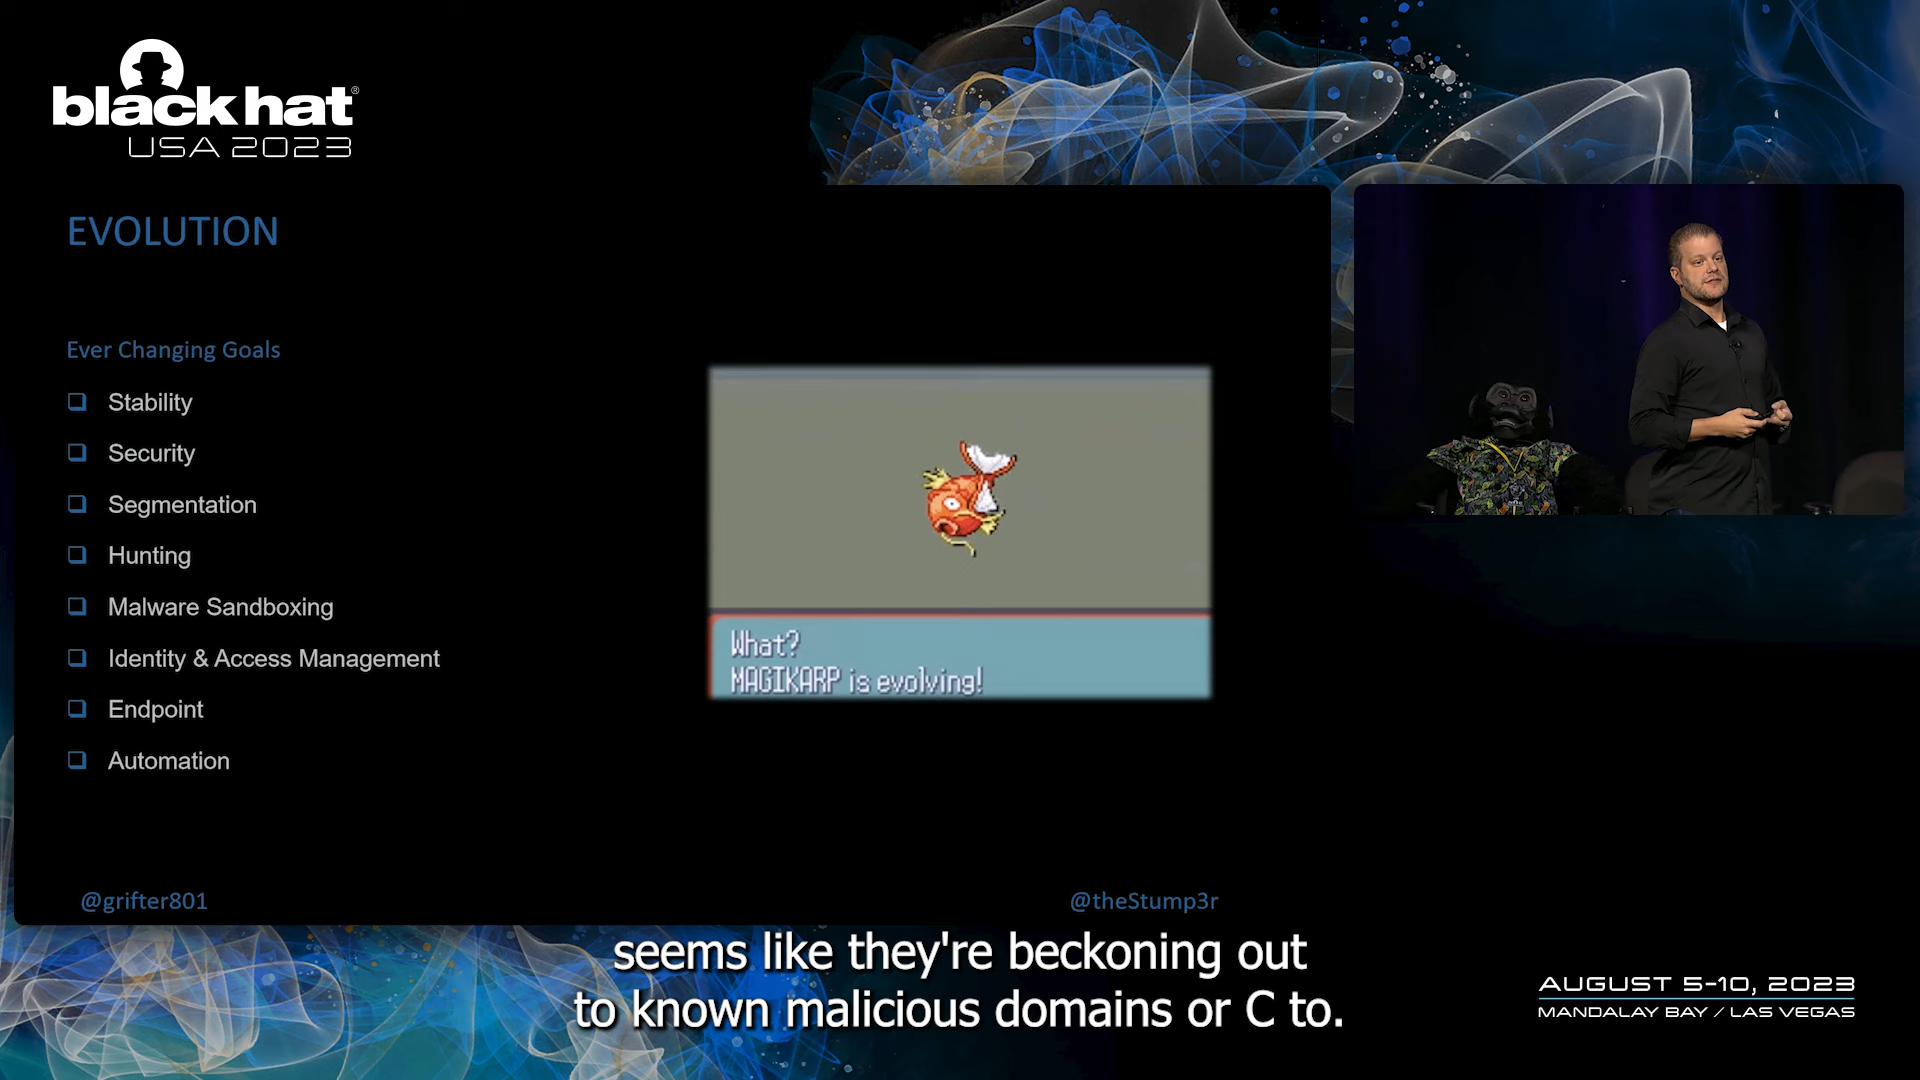 black hat®
USA 2023
EVOLUTION
Ever Changing Goals
Stability
Security
Segmentation
Hunting
Malware Sandboxing
Identity & Access Management
Endpoint
Automation
What?
MAGIKARP is evolving!
@grifter801
@theStump3r
seems like they're beckoning out
to known malicious domains or C to.
AUGUST 5-10, 2023
MANDALAY BAY / LAS VEGAS